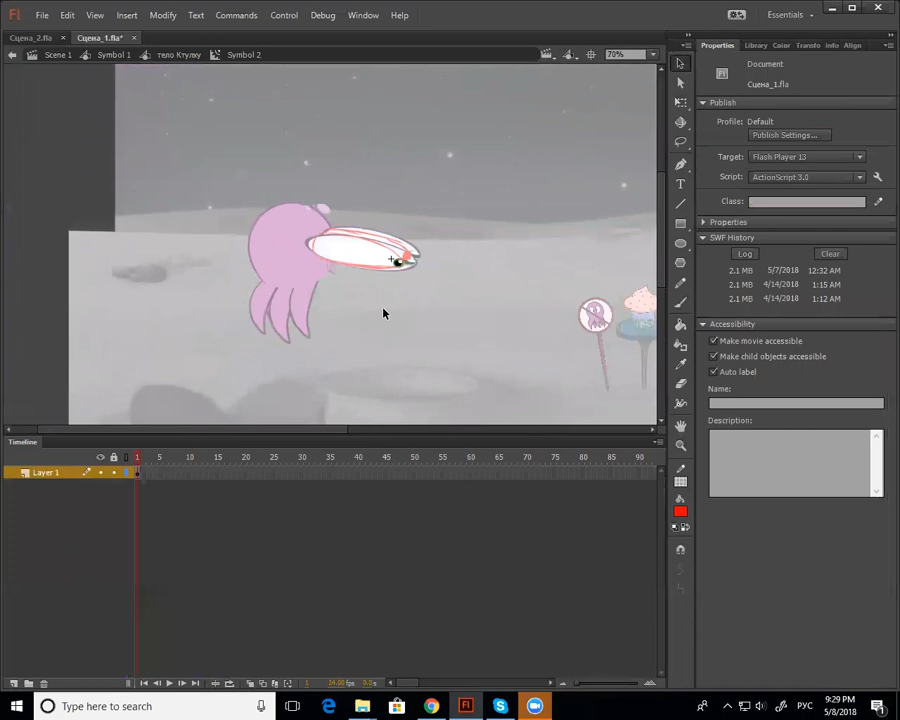 Fl File Edit View Insert Modify Text Commands Control Debug Window Help Essentials
Сцена_2.fla × Сцена_1.fla* ×
Scene 1 Symbol 1 тело Ктулку Symbol 2 70%
Properties Library Color Transfo Info Align
Document
Сцена_1.fla
Publish
Profile: Default
Publish Settings...
Target: Flash Player 13
Script: ActionScript 3.0
Class:
Properties
SWF History
Log Clear
2.1 MB 5/7/2018 12:32 AM
2.1 MB 4/14/2018 1:15 AM
2.1 MB 4/14/2018 1:12 AM
Accessibility
Make movie accessible
Make child objects accessible
Auto label
Name:
Description:
Timeline
1 5 10 15 20 25 30 35 40 45 50 55 60 65 70 75 80 85 90
Layer 1
1 24.00 fps 0.0 s
Type here to search
РУС
9:29 PM
5/8/2018